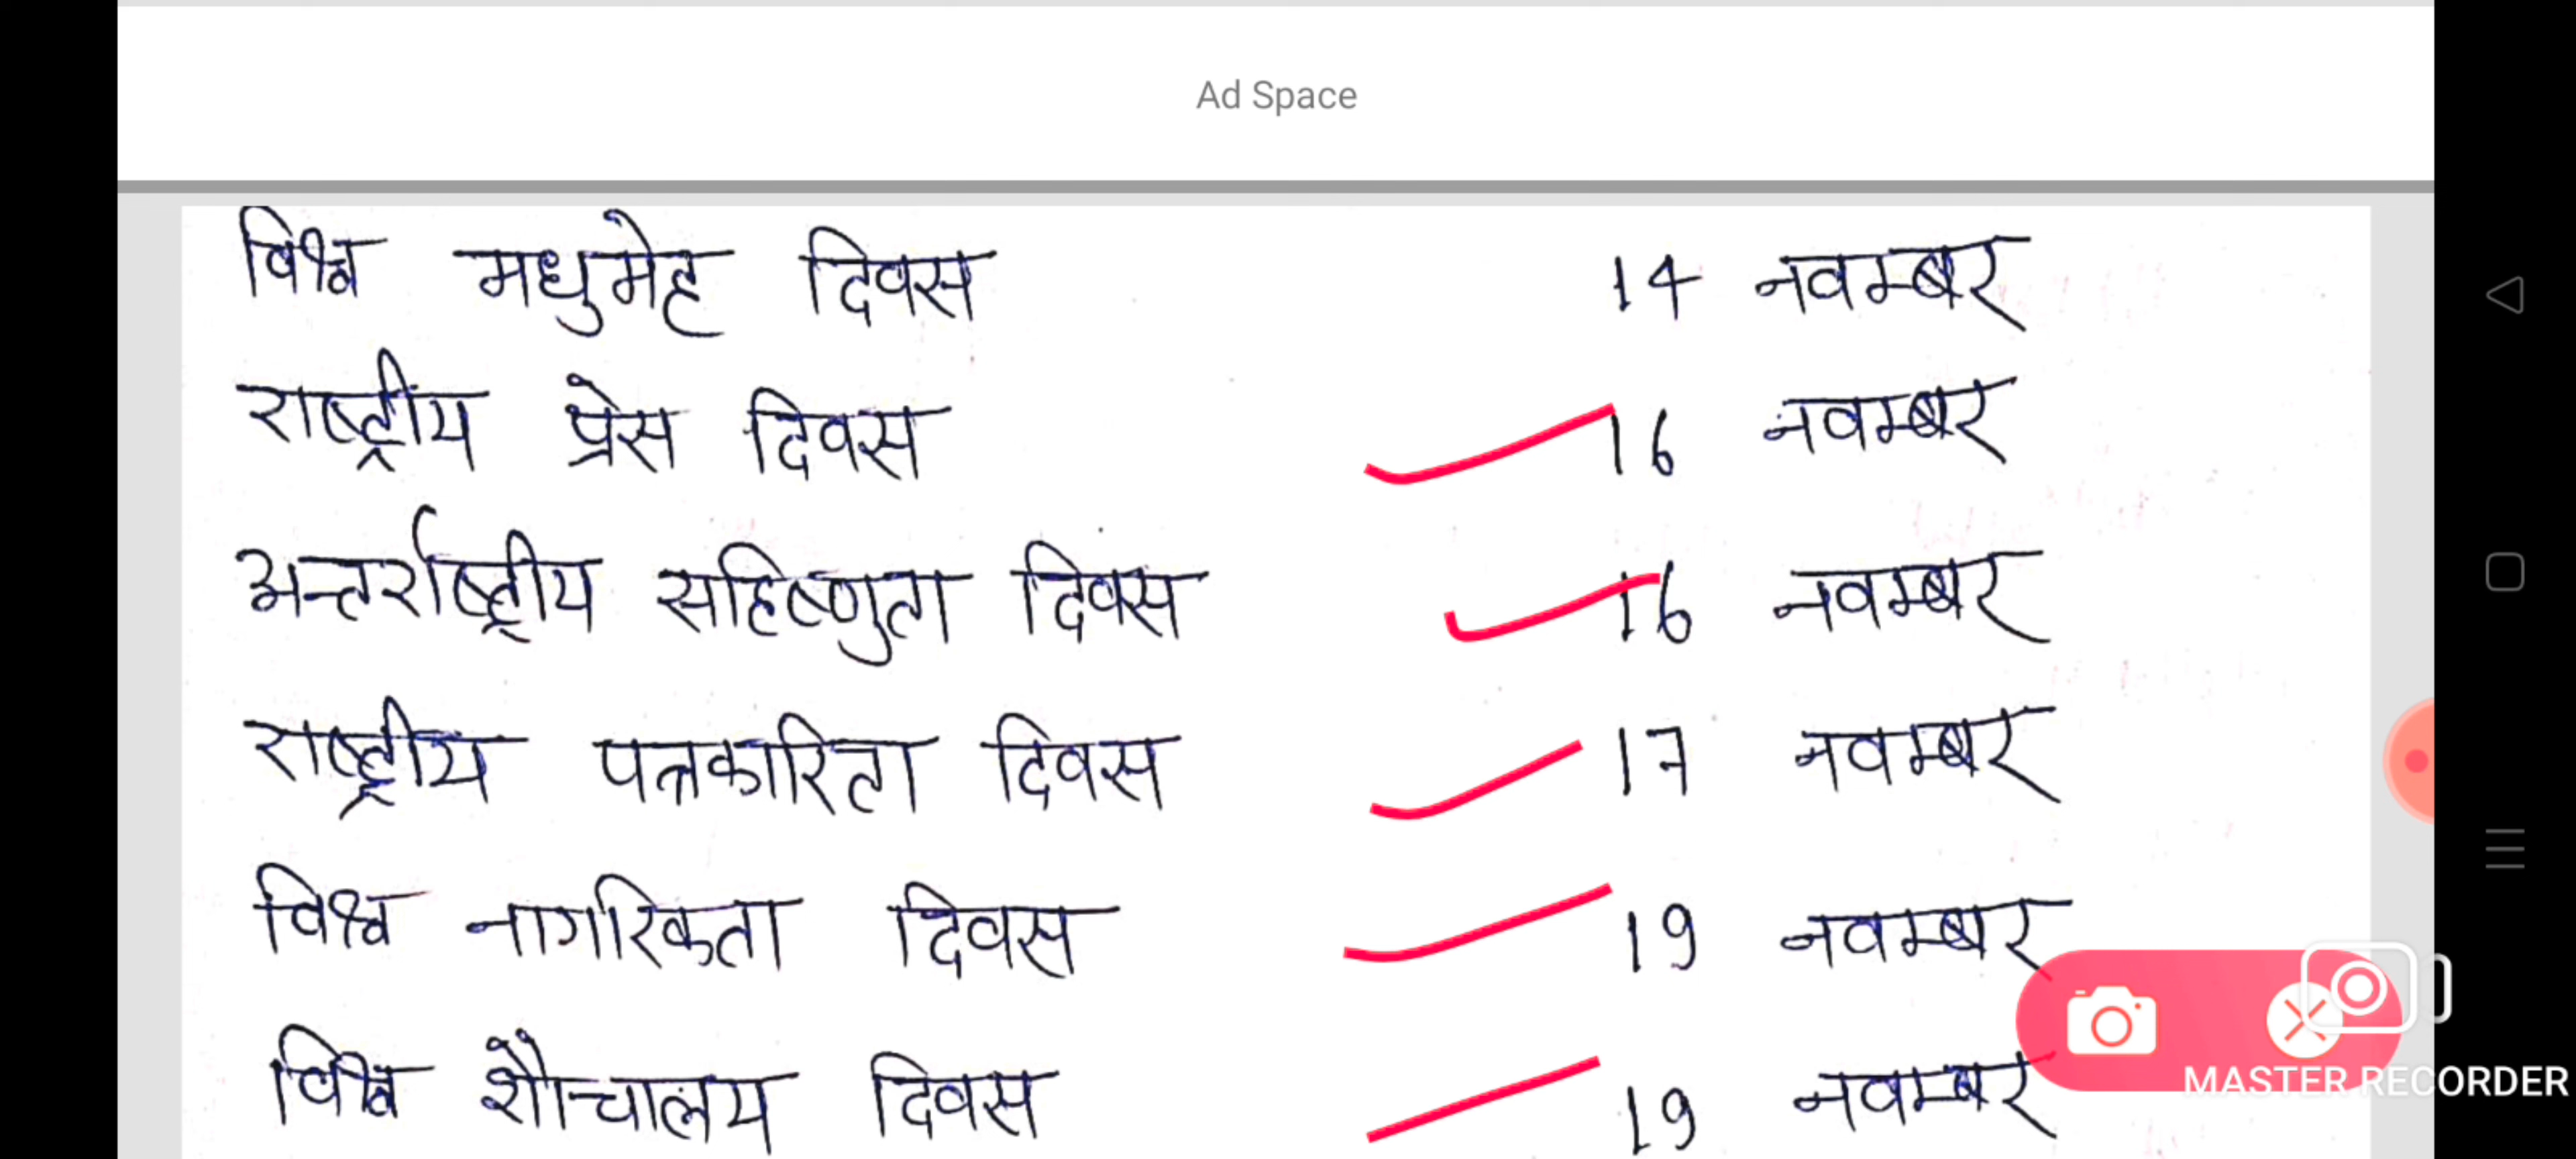 Ad Space
विश्व मधुमेह दिवस 14 नवम्बर
राष्ट्रीय प्रेस दिवस 16 नवम्बर
अन्तर्राष्ट्रीय सहिष्णुता दिवस 16 नवम्बर
राष्ट्रीय पत्रकारिता दिवस 17 नवम्बर
विश्व नागरिकता दिवस 19 नवम्बर
विश्व शौचालय दिवस 19 नवम्बर
MASTER RECORDER